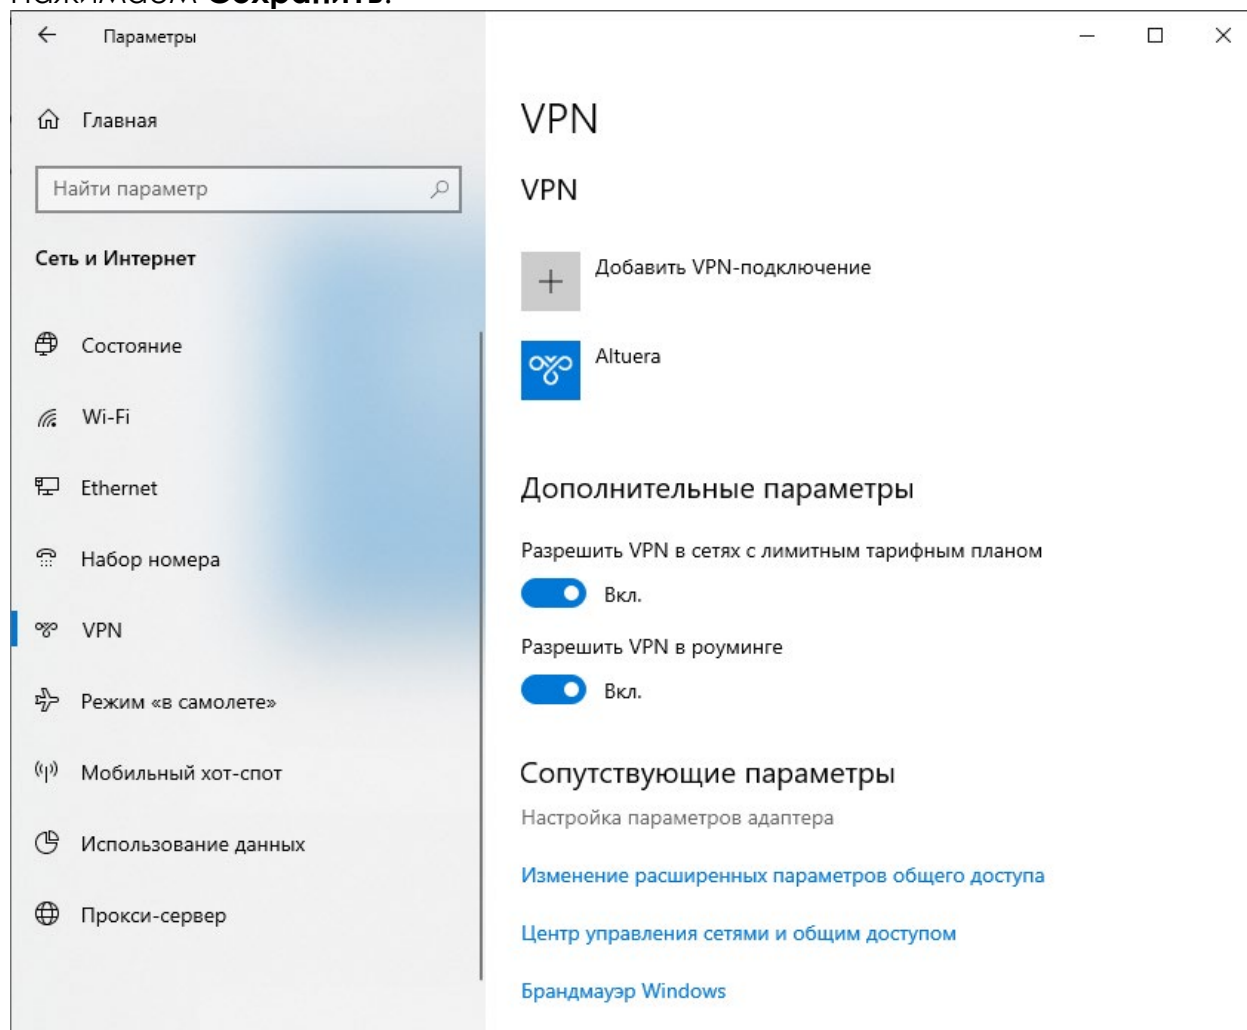 нажимаем Сохранить.
Параметры
Главная
Найти параметр
Сеть и Интернет
Состояние
Wi-Fi
Ethernet
Набор номера
VPN
Режим «в самолете»
Мобильный хот-спот
Использование данных
Прокси-сервер
VPN
VPN
Добавить VPN-подключение
Altuera
Дополнительные параметры
Разрешить VPN в сетях с лимитным тарифным планом
Вкл.
Разрешить VPN в роуминге
Вкл.
Сопутствующие параметры
Настройка параметров адаптера
Изменение расширенных параметров общего доступа
Центр управления сетями и общим доступом
Брандмауэр Windows